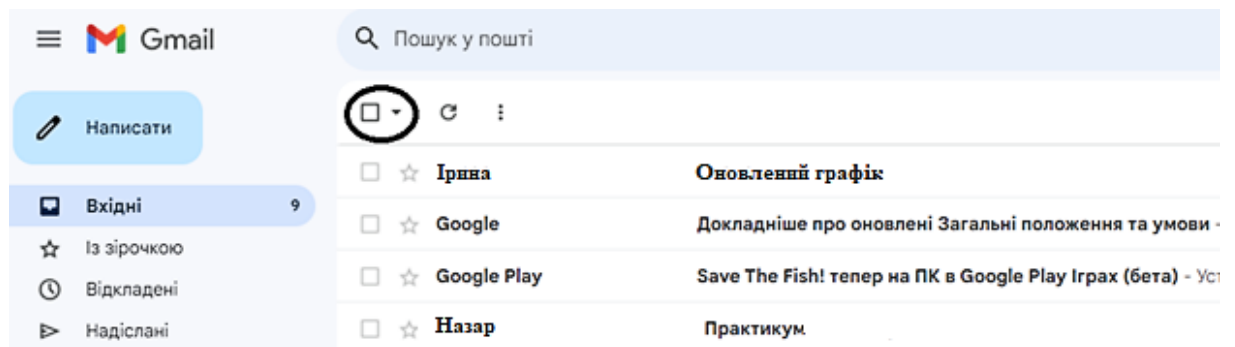 Gmail
Пошук у пошті
Написати
Ірина Оновлений графік
Вхідні 9
Google Докладніше про оновлені Загальні положення та умови -
Із зірочкою
Google Play Save The Fish! тепер на ПК в Google Play Іграх (бета) - Уст
Відкладені
Надіслані
Назар Практикум